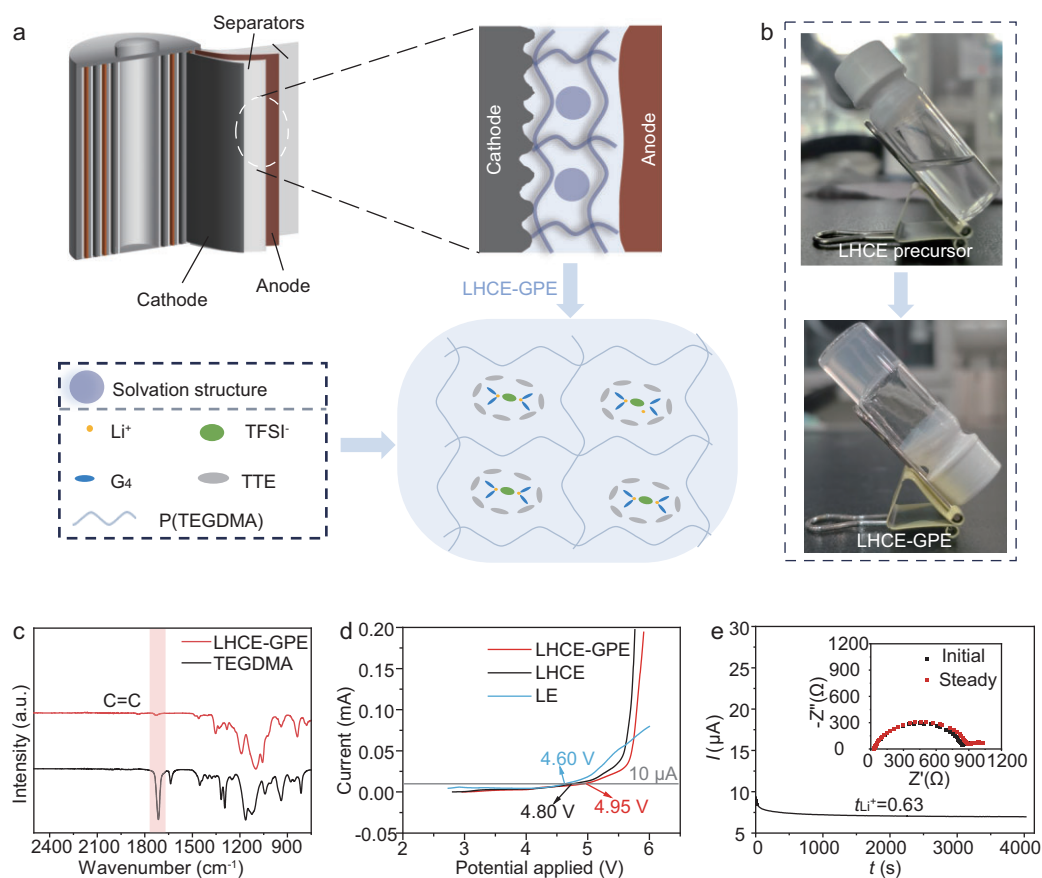 a
Separators
Cathode
Anode
Cathode
Anode
LHCE-GPE
Solvation structure
Li⁺
TFSI⁻
G₄
TTE
P(TEGDMA)
b
LHCE precursor
LHCE-GPE
c
LHCE-GPE
TEGDMA
C=C
Intensity (a.u.)
2400 1900 1400 900
Wavenumber (cm⁻¹)
d
0.20
0.15
0.10
0.05
0.00
-0.05
Current (mA)
LHCE-GPE
LHCE
LE
4.60 V
10 µA
4.80 V
4.95 V
2 3 4 5 6
Potential applied (V)
e
30
25
20
15
10
5
I (µA)
1200
900
600
300
0
-Z″(Ω)
Initial
Steady
0 300 600 900 1200
Z′(Ω)
tLi⁺=0.63
0 1000 2000 3000 4000
t (s)